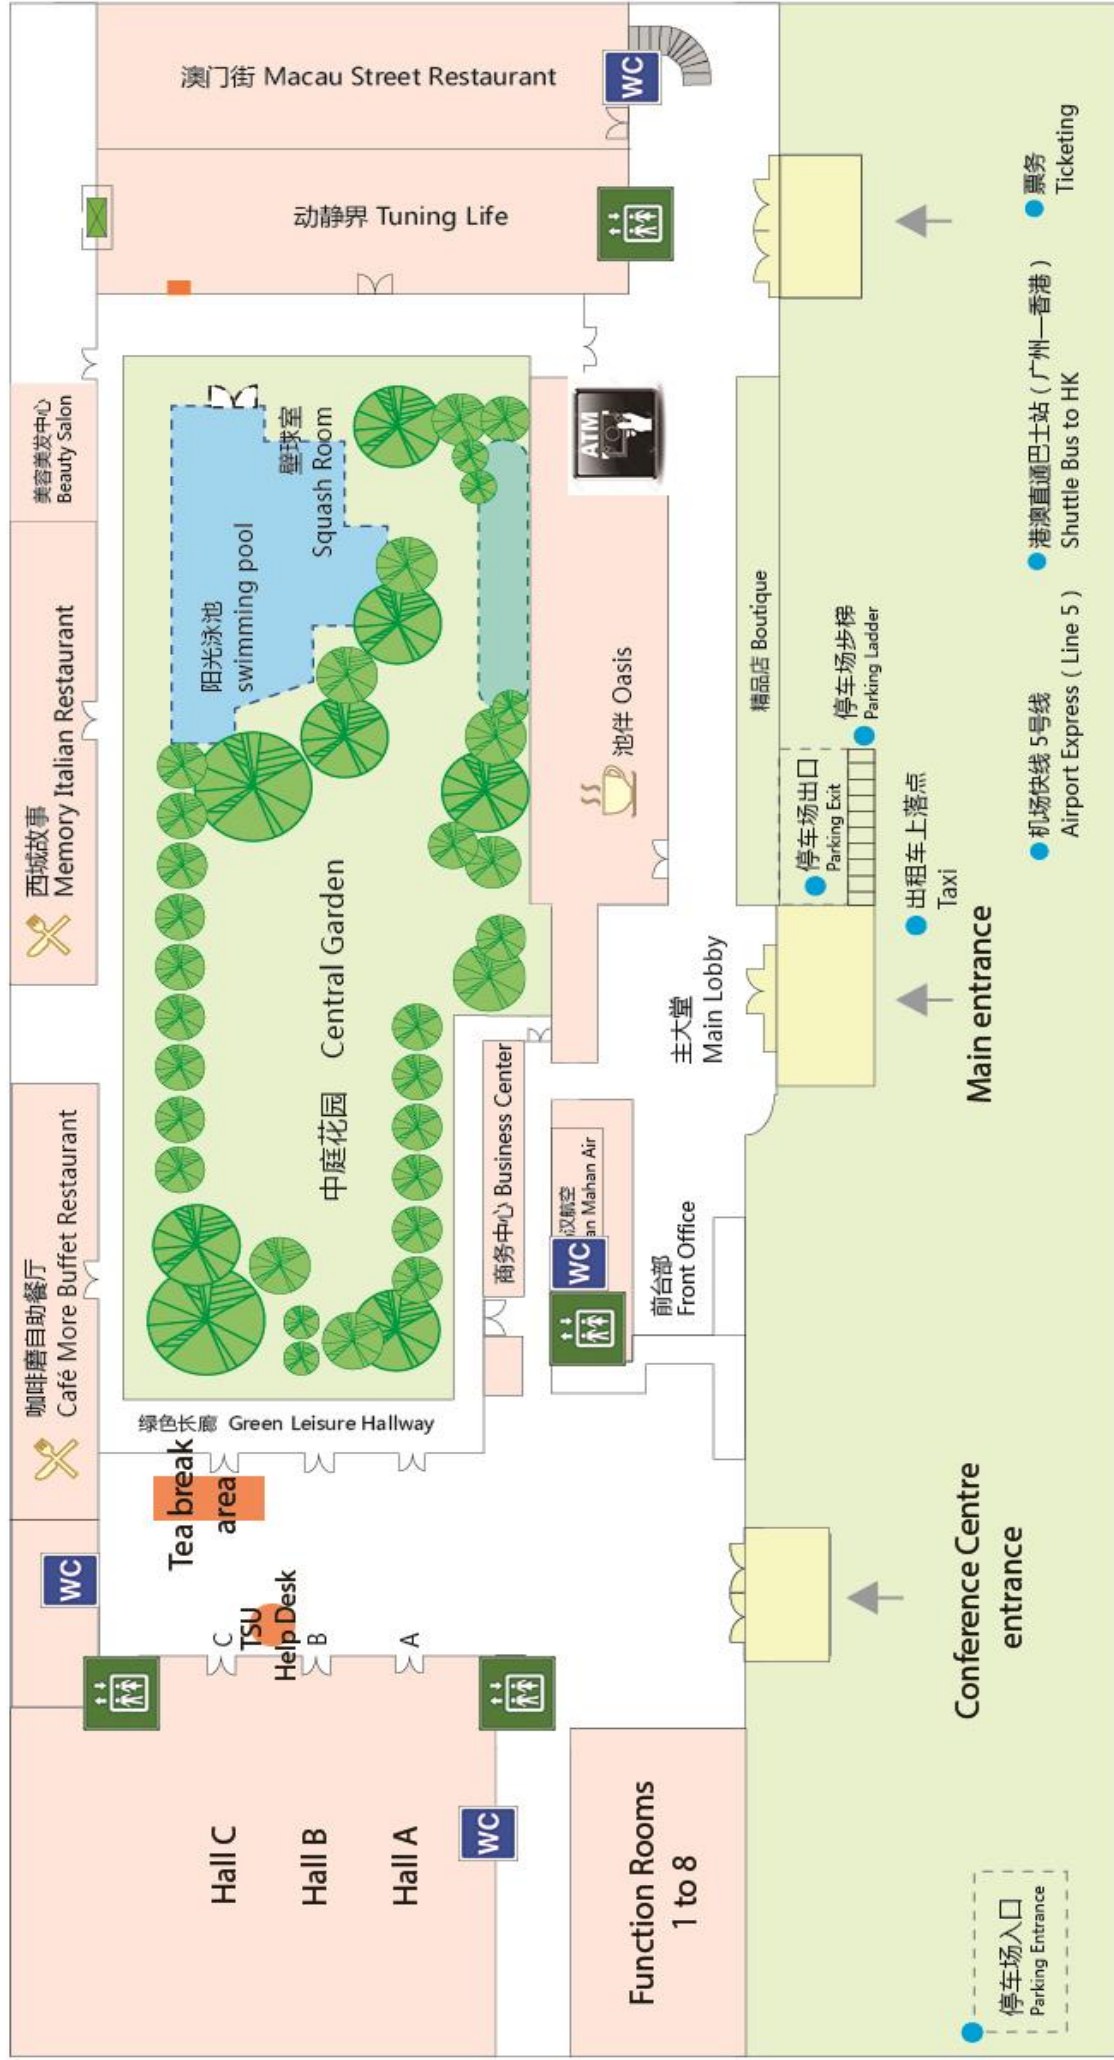 咖啡磨自助餐厅
Café More Buffet Restaurant
西城故事
Memory Italian Restaurant
美容美发中心
Beauty Salon
WC
Tea break
area
绿色长廊 Green Leisure Hallway
阳光泳池
swimming pool
壁球室
Squash Room
动静界 Tuning Life
澳门街 Macau Street Restaurant
WC
中庭花园 Central Garden
Hall C
Hall B
Hall A
C
TSU
Help Desk
B
A
WC
商务中心 Business Center
汉航空
an Mahan Air
WC
池伴 Oasis
ATM
Function Rooms
1 to 8
前台部
Front Office
主大堂
Main Lobby
精品店 Boutique
停车场出口
Parking Exit
停车场步梯
Parking Ladder
出租车上落点
Taxi
Conference Centre
entrance
Main entrance
停车场入口
Parking Entrance
机场快线 5号线
Airport Express ( Line 5 )
港澳直通巴士站 ( 广州—香港 )
Shuttle Bus to HK
票务
Ticketing